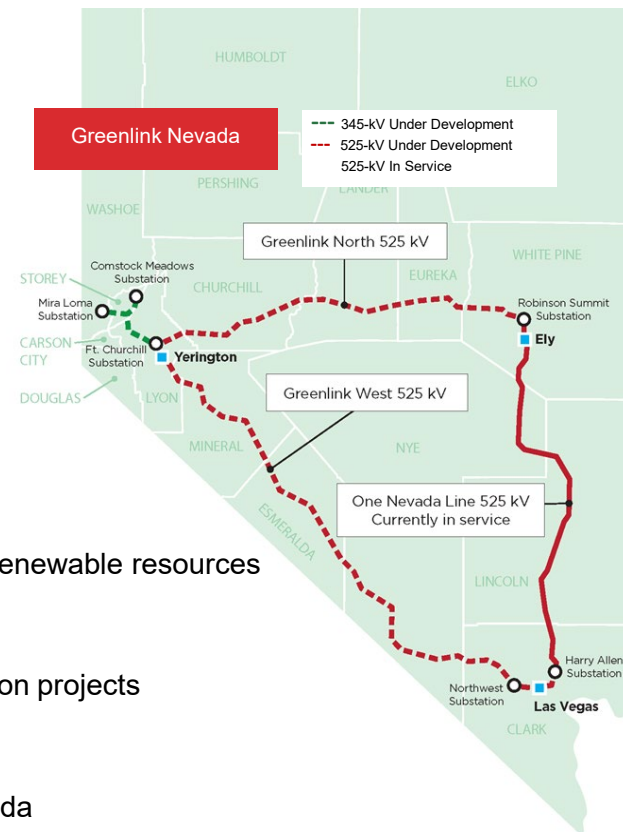 HUMBOLDT
ELKO
Greenlink Nevada
345-kV Under Development
525-kV Under Development
525-kV In Service
PERSHING
LANDER
WASHOE
Greenlink North 525 kV
WHITE PINE
Comstock Meadows
Substation
EUREKA
STOREY
CHURCHILL
Mira Loma
Substation
Robinson Summit
Substation
Ely
CARSON
CITY
Ft. Churchill
Substation
Yerington
DOUGLAS
LYON
Greenlink West 525 kV
MINERAL
NYE
One Nevada Line 525 kV
Currently in service
ESMERALDA
enewable resources
LINCOLN
on projects
Harry Allen
Substation
Northwest
Substation
Las Vegas
CLARK
da